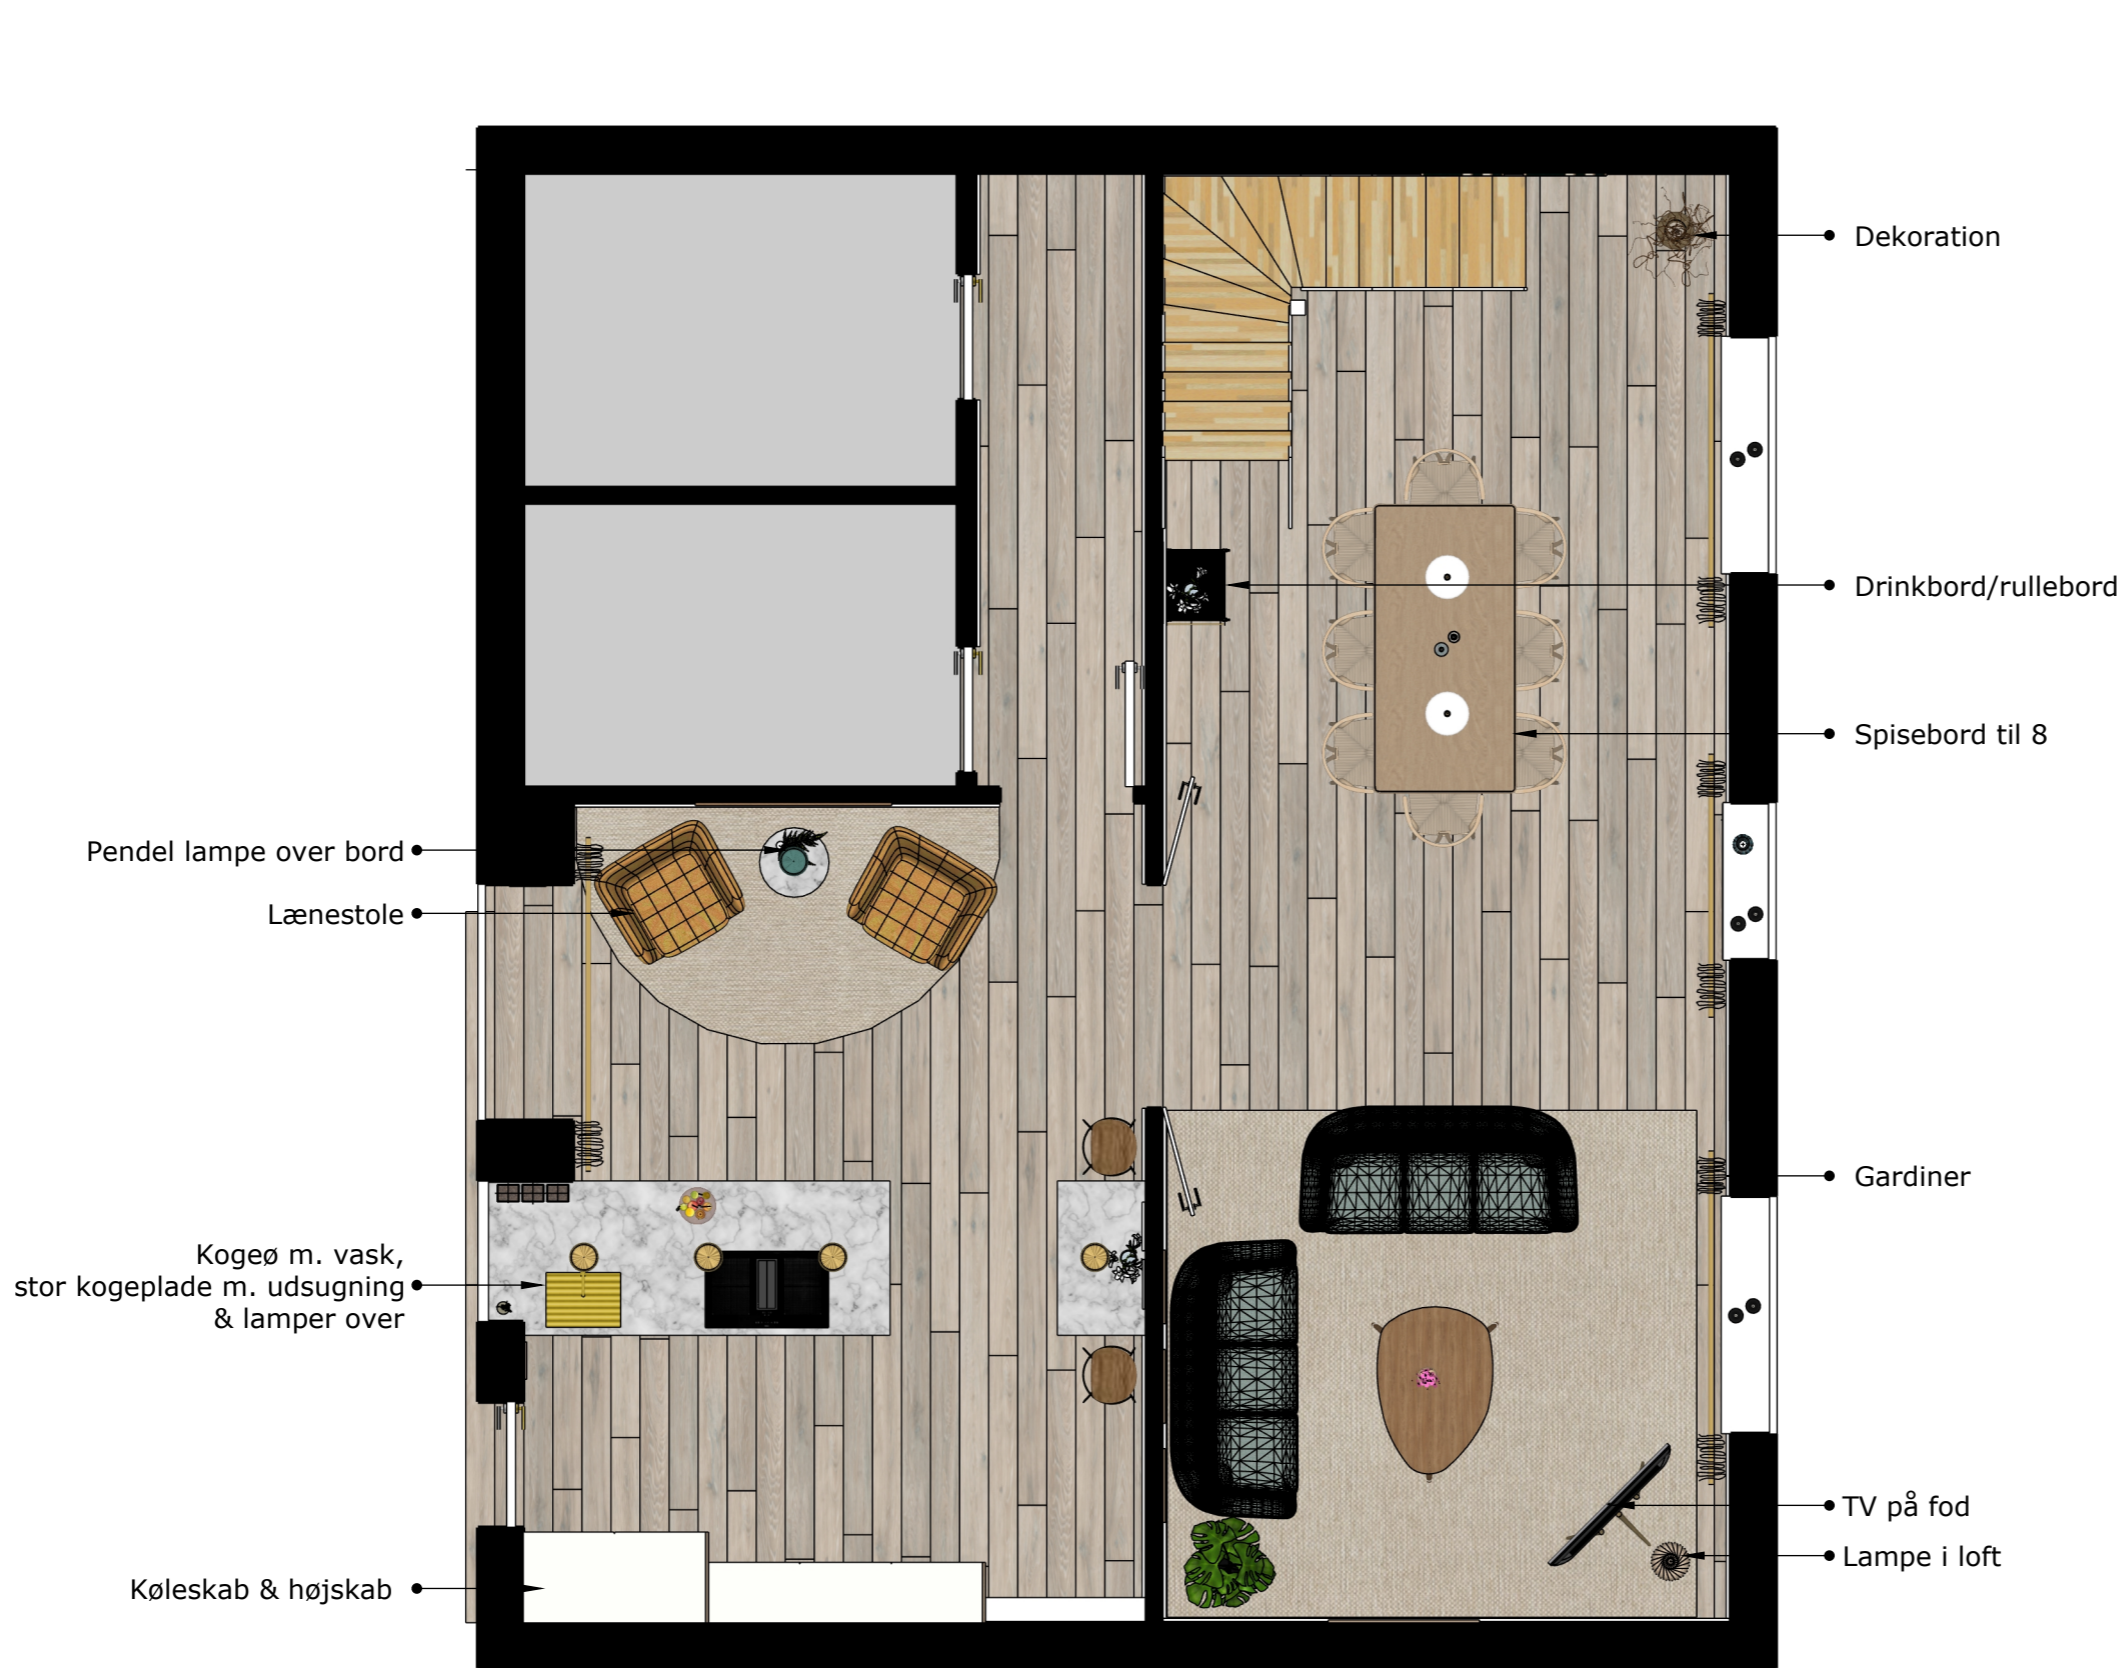 Dekoration
Drinkbord/rullebord
Spisebord til 8
Pendel lampe over bord
Lænestole
Gardiner
Kogeø m. vask,
stor kogeplade m. udsugning
& lamper over
TV på fod
Lampe i loft
Køleskab & højskab